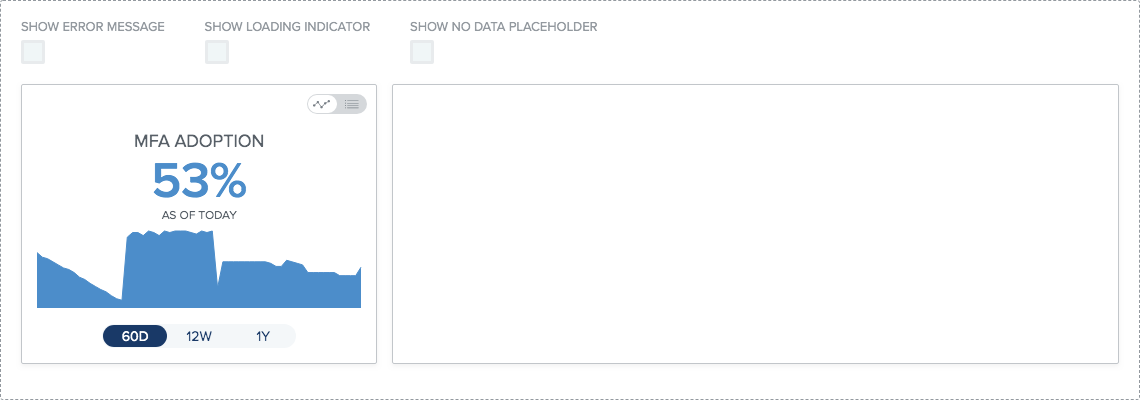 SHOW ERROR MESSAGE
SHOW LOADING INDICATOR
SHOW NO DATA PLACEHOLDER
MFA ADOPTION
53%
AS OF TODAY
60D
12W
1Y